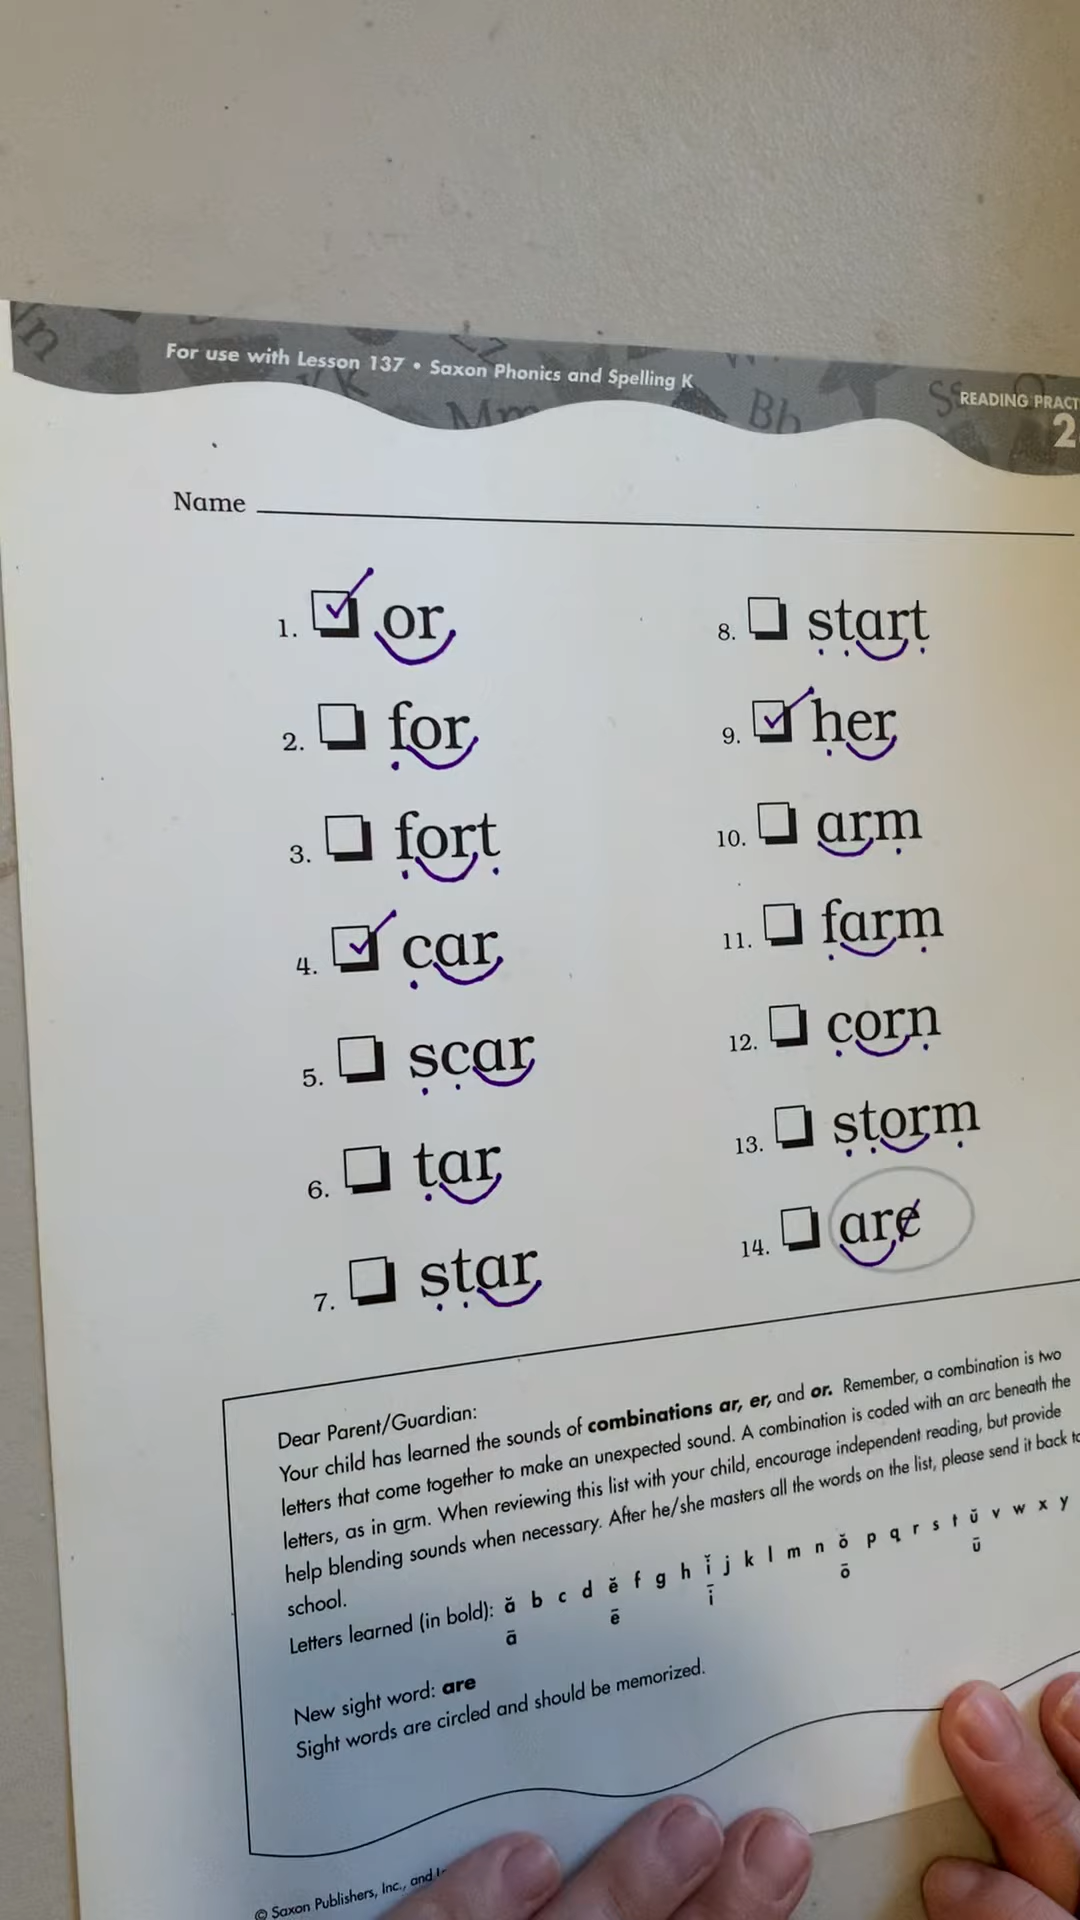 For use with Lesson 137 • Saxon Phonics and Spelling K
READING
2
Name
1. or
2. for
3. fort
4. car
5. scar
6. tar
7. star
8. start
9. her
10. arm
11. farm
12. corn
13. storm
14. are
Dear Parent/Guardian:
Your child has learned the sounds of combinations ar, er, and or. Remember, a combination is two
letters that come together to make an unexpected sound. A combination is coded with an arc beneath the
letters, as in arm. When reviewing this list with your child, encourage independent reading, but provide
help blending sounds when necessary. After he/she masters all the words on the list, please send it back to
school.
Letters learned (in bold): ă b c d ĕ f g h ĭ j k l m n ŏ p q r s t ŭ v w x y
ā ē ī ō ū
New sight word: are
Sight words are circled and should be memorized.
© Saxon Publishers, Inc., and